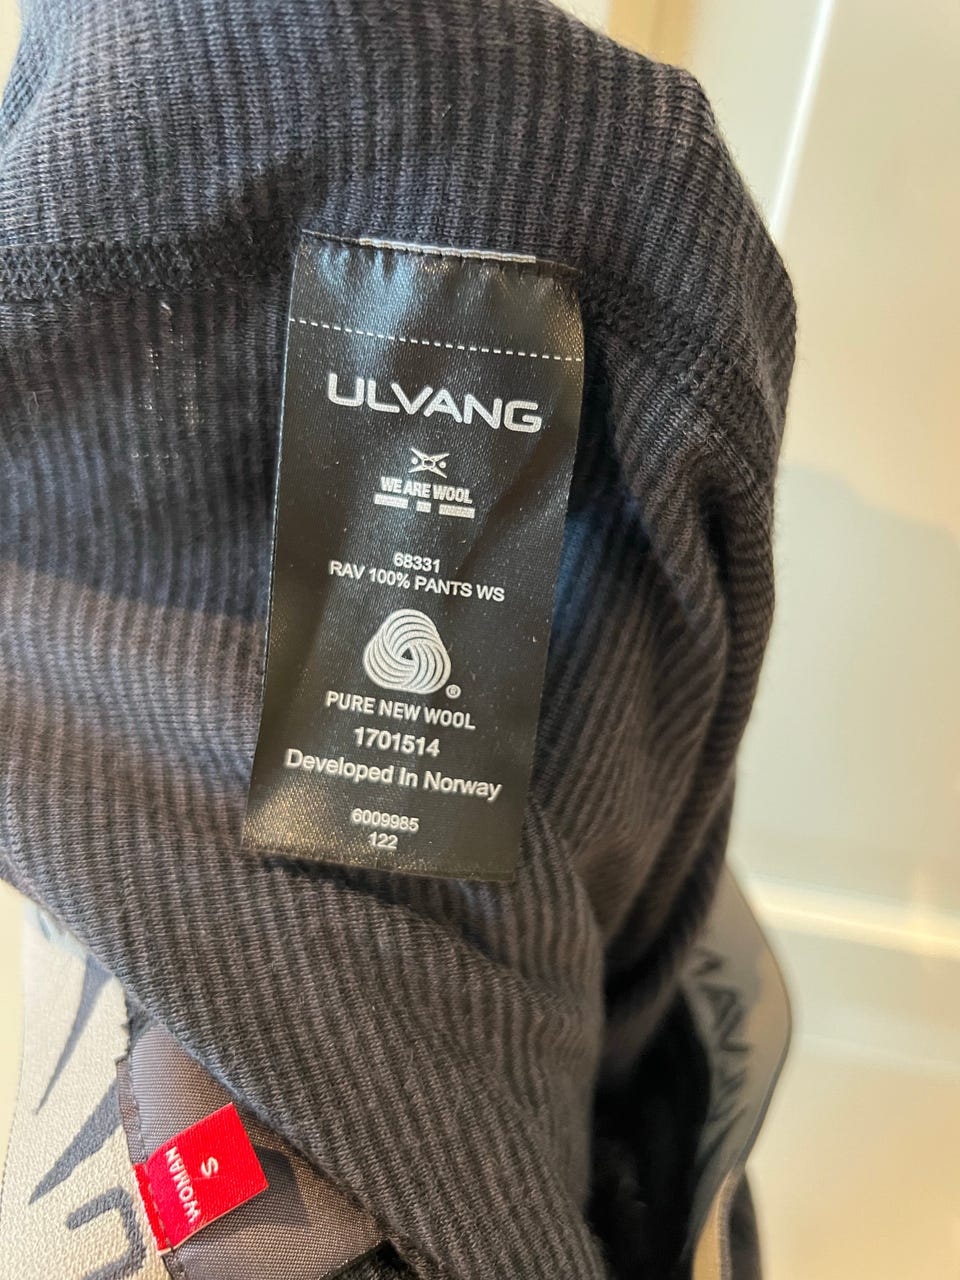 ULVANG
WE ARE WOOL
68331
RAV 100% PANTS WS
®
PURE NEW WOOL
1701514
Developed In Norway
6009985
122
S
WOMAN